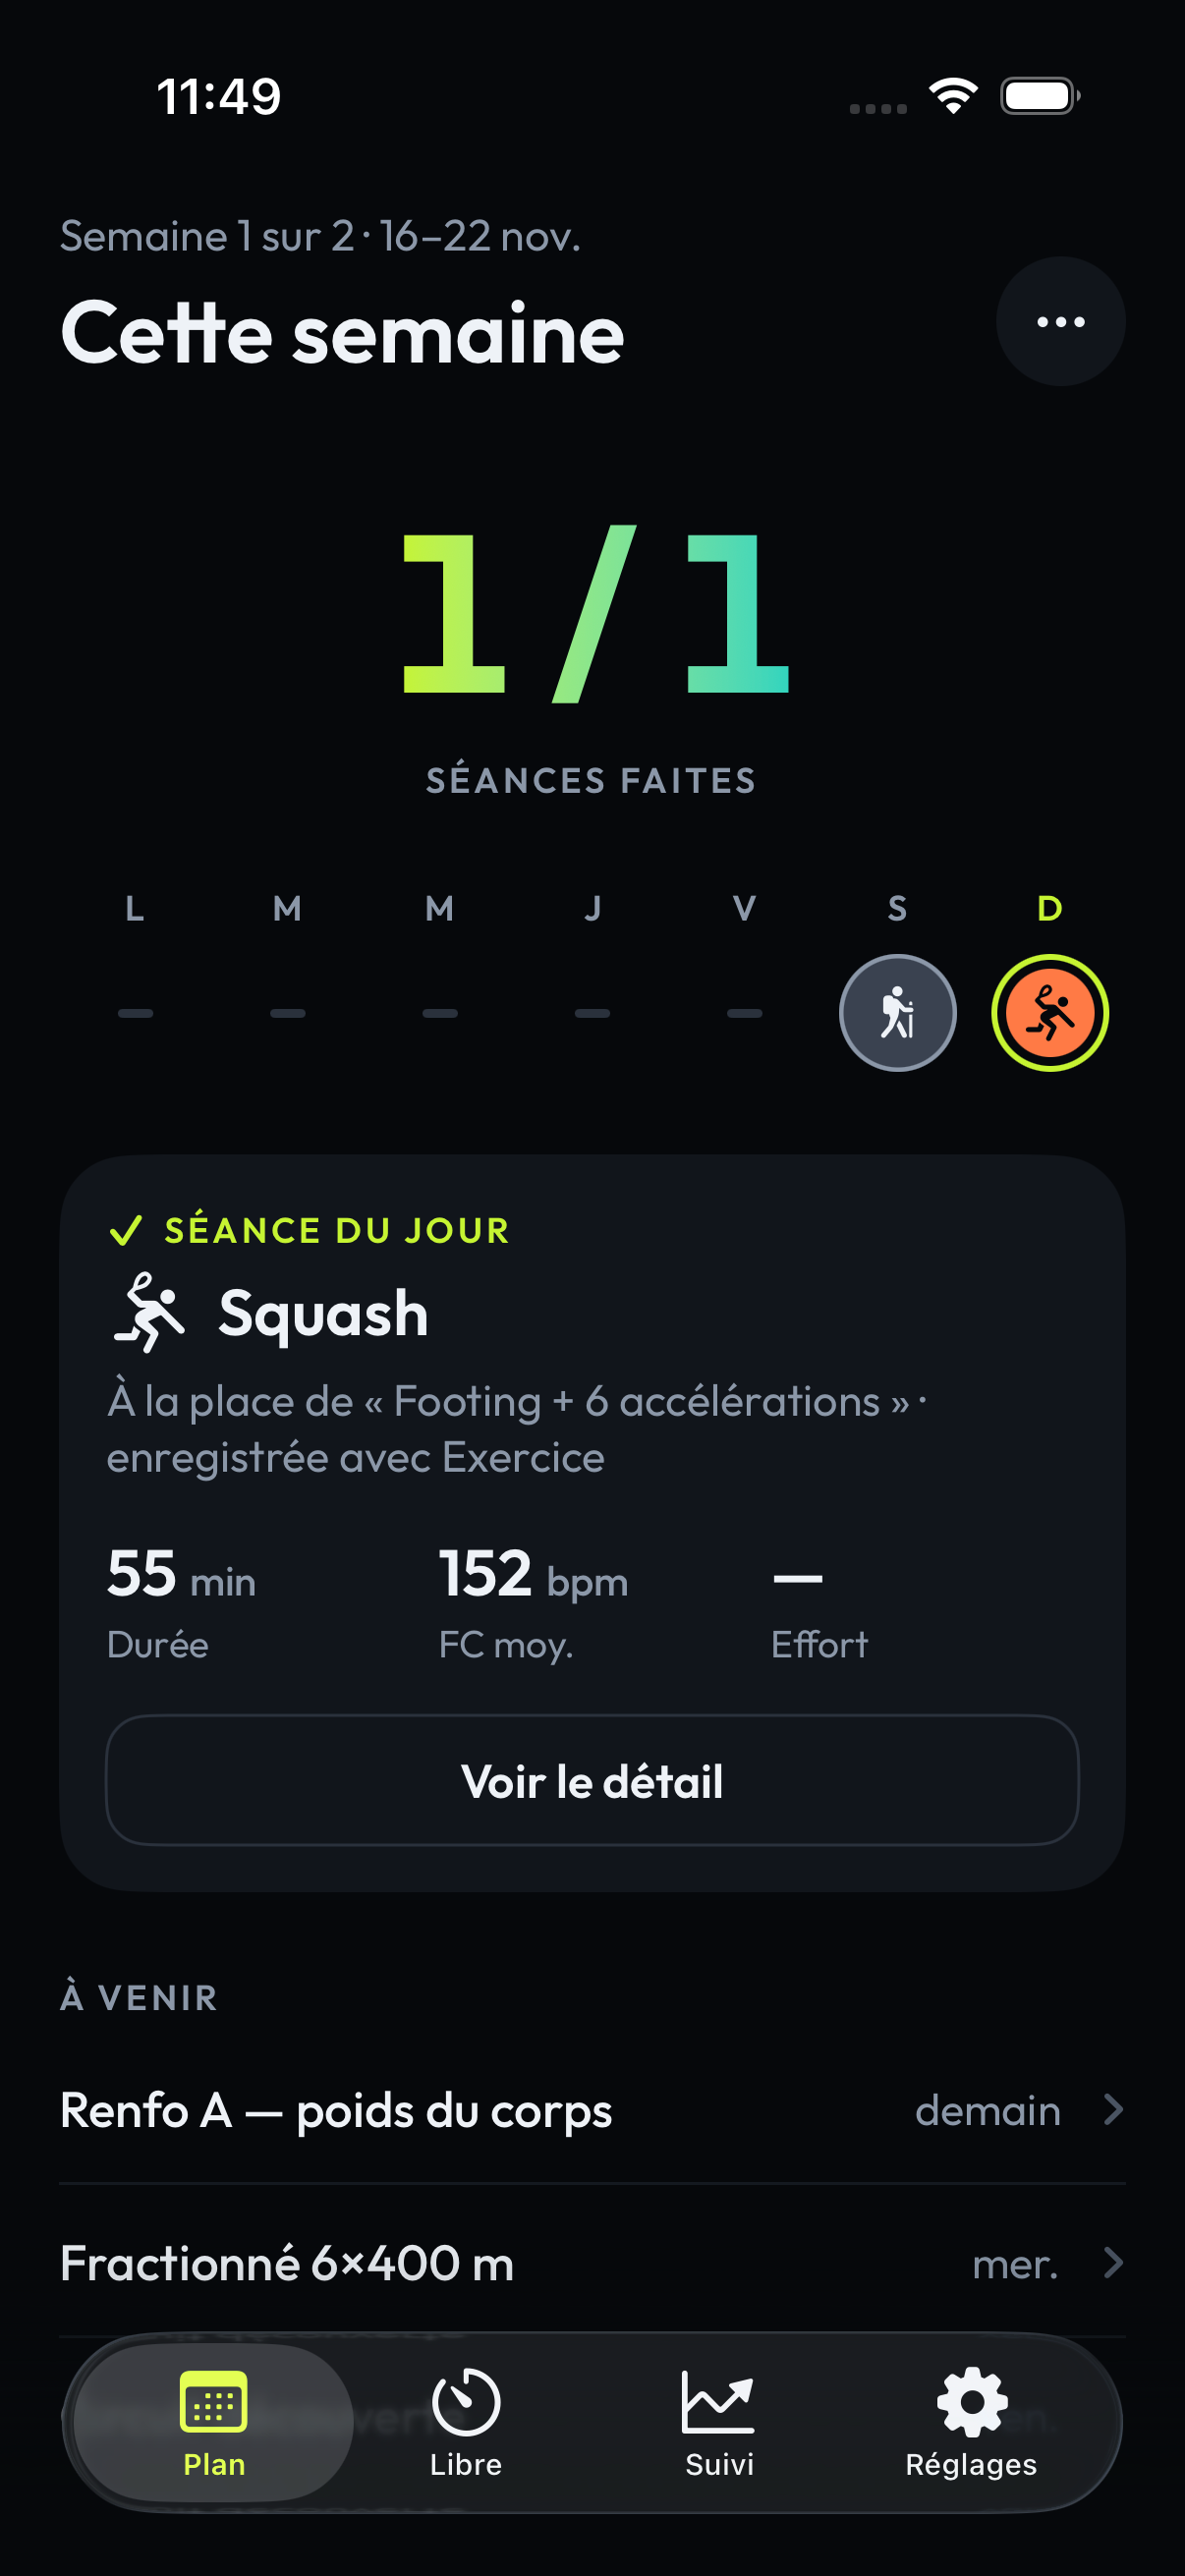 11:49
Semaine 1 sur 2 · 16–22 nov.
Cette semaine
1/1
SÉANCES FAITES
L M M J V S D
SÉANCE DU JOUR
Squash
À la place de « Footing + 6 accélérations » ·
enregistrée avec Exercice
55 min 152 bpm —
Durée FC moy. Effort
Voir le détail
À VENIR
Renfo A — poids du corps demain
Fractionné 6×400 m mer.
Plan Libre Suivi Réglages